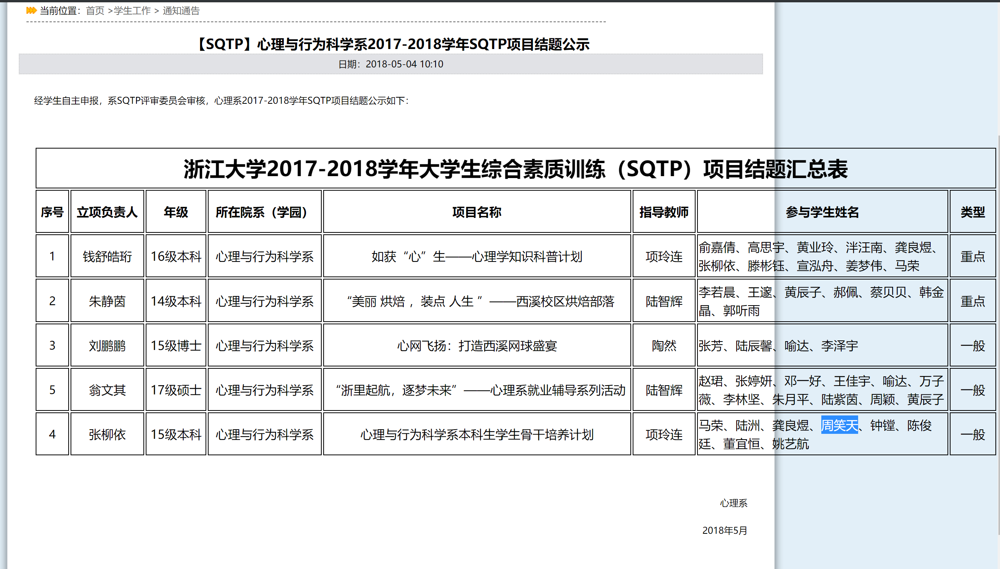 当前位置：首页 >学生工作 > 通知通告
【SQTP】心理与行为科学系2017-2018学年SQTP项目结题公示
日期：2018-05-04 10:10
经学生自主申报，系SQTP评审委员会审核，心理系2017-2018学年SQTP项目结题公示如下：
浙江大学2017-2018学年大学生综合素质训练（SQTP）项目结题汇总表
序号 立项负责人 年级 所在院系（学园） 项目名称 指导教师 参与学生姓名 类型
1 钱舒皓珩 16级本科 心理与行为科学系 如获“心”生——心理学知识科普计划 项玲连 俞嘉倩、高思宇、黄业玲、泮汪南、龚良煜、
张柳依、滕彬钰、宣泓舟、姜梦伟、马荣 重点
2 朱静茵 14级本科 心理与行为科学系 “美丽 烘焙 ，装点 人生 ”——西溪校区烘焙部落 陆智辉 李若晨、王邃、黄辰子、郝佩、蔡贝贝、韩金
晶、郭听雨 重点
3 刘鹏鹏 15级博士 心理与行为科学系 心网飞扬：打造西溪网球盛宴 陶然 张芳、陆辰馨、喻达、李泽宇 一般
5 翁文其 17级硕士 心理与行为科学系 “浙里起航，逐梦未来”——心理系就业辅导系列活动 陆智辉 赵珺、张婷妍、邓一好、王佳宇、喻达、万子
薇、李林坚、朱月平、陆紫茵、周颖、黄辰子 一般
4 张柳依 15级本科 心理与行为科学系 心理与行为科学系本科生学生骨干培养计划 项玲连 马荣、陆洲、龚良煜、周笑天、钟镗、陈俊
廷、董宜恒、姚艺航 一般
心理系
2018年5月